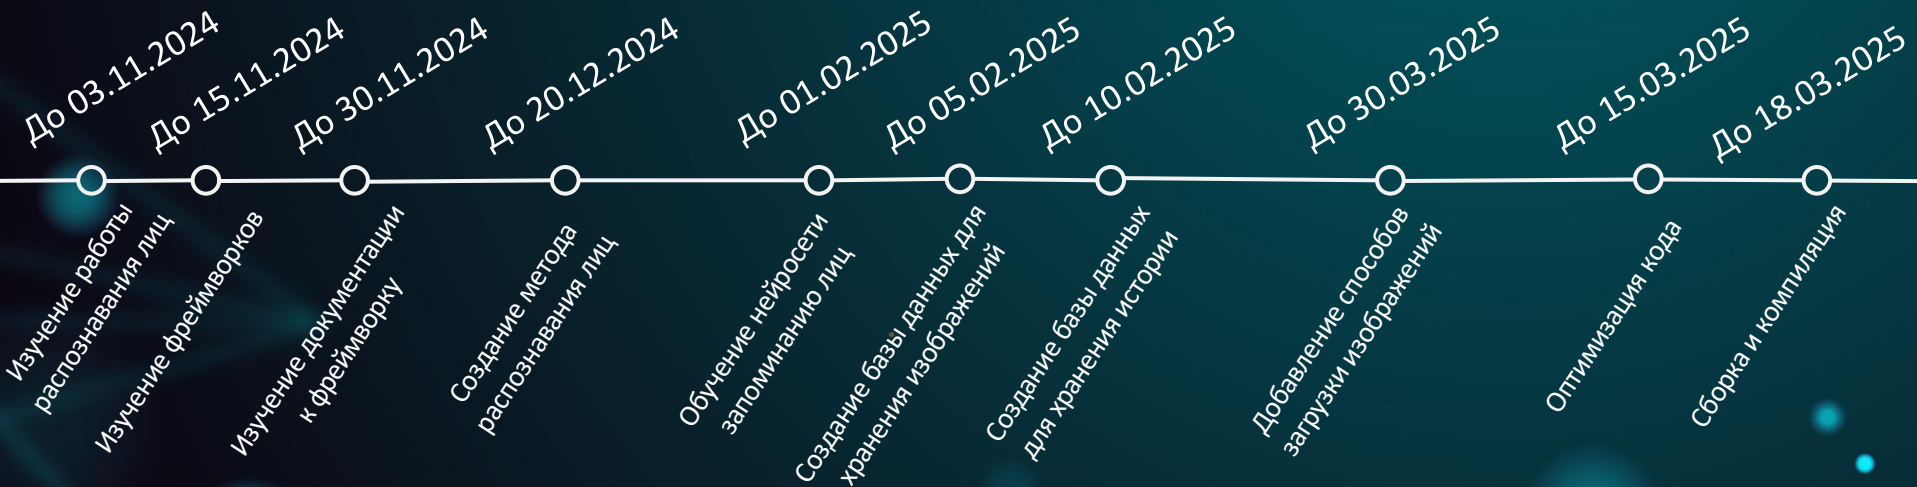 До 03.11.2024
До 15.11.2024
До 30.11.2024
До 20.12.2024
До 01.02.2025
До 05.02.2025
До 10.02.2025
До 30.03.2025
До 15.03.2025
До 18.03.2025
Изучение работы
распознавания лиц
Изучение фреймворков
Изучение документации
к фреймворку
Создание метода
распознавания лиц
Обучение нейросети
запоминанию лиц
Создание базы данных для
хранения изображений
Создание базы данных
для хранения истории
Добавление способов
загрузки изображений
Оптимизация кода
Сборка и компиляция